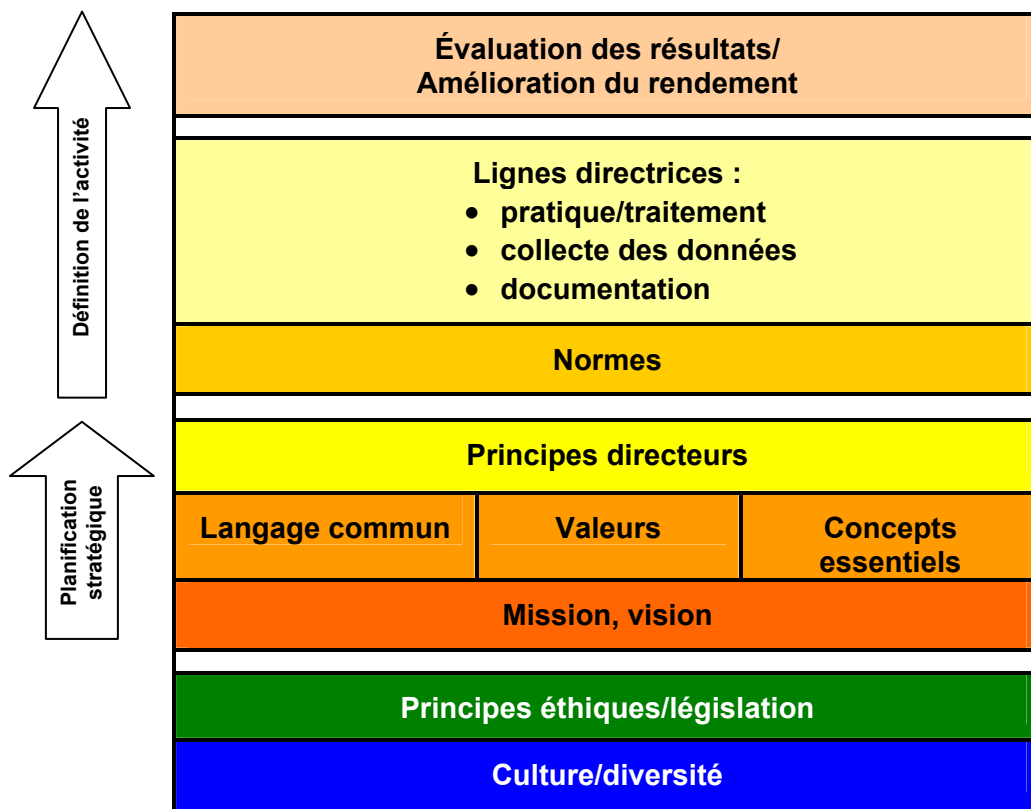 Évaluation des résultats/
Amélioration du rendement
Définition de l’activité
Lignes directrices :
• pratique/traitement
• collecte des données
• documentation
Normes
Principes directeurs
Planification
stratégique
Langage commun
Valeurs
Concepts
essentiels
Mission, vision
Principes éthiques/législation
Culture/diversité